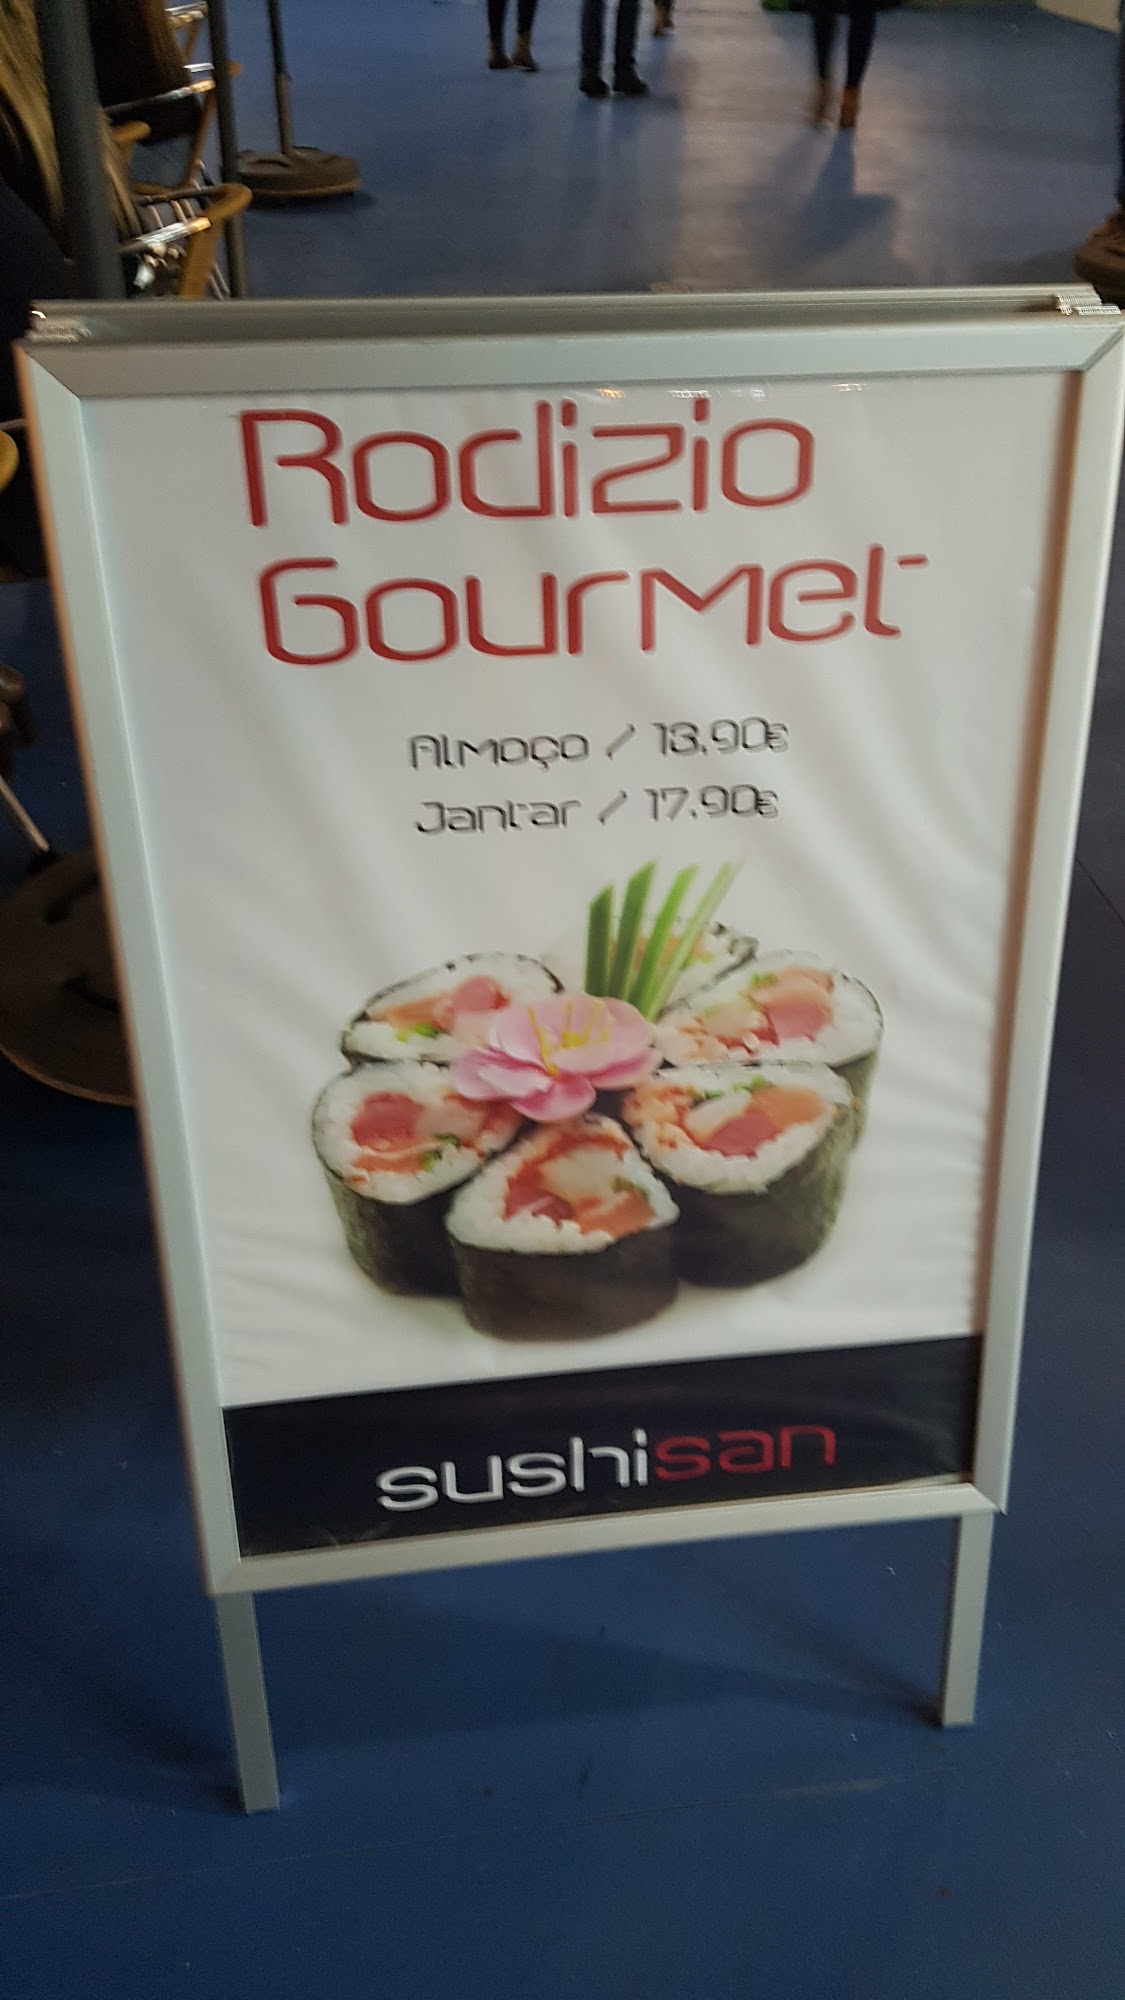 Rodizio
Gourmet
Almoço / 13.90€
Jantar / 17.90€
sushisan